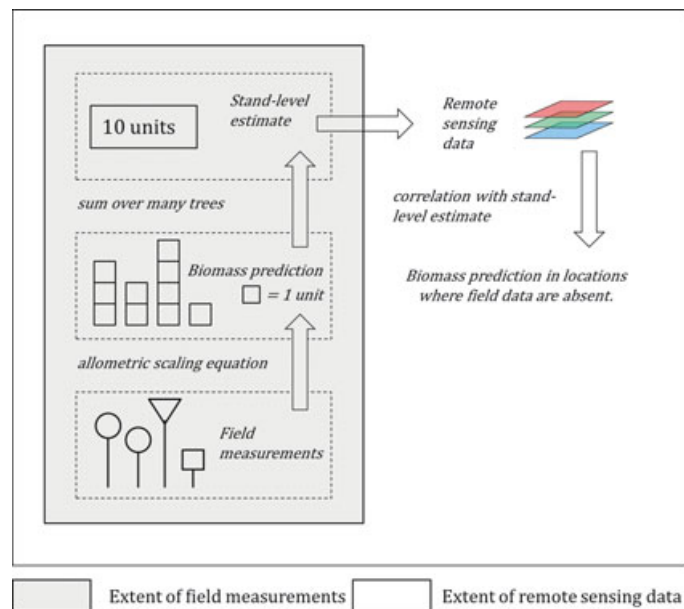 Stand-level
estimate
10 units
Remote
sensing
data
sum over many trees
correlation with stand-
level estimate
Biomass prediction
= 1 unit
Biomass prediction in locations
where field data are absent.
allometric scaling equation
Field
measurements
Extent of field measurements
Extent of remote sensing data